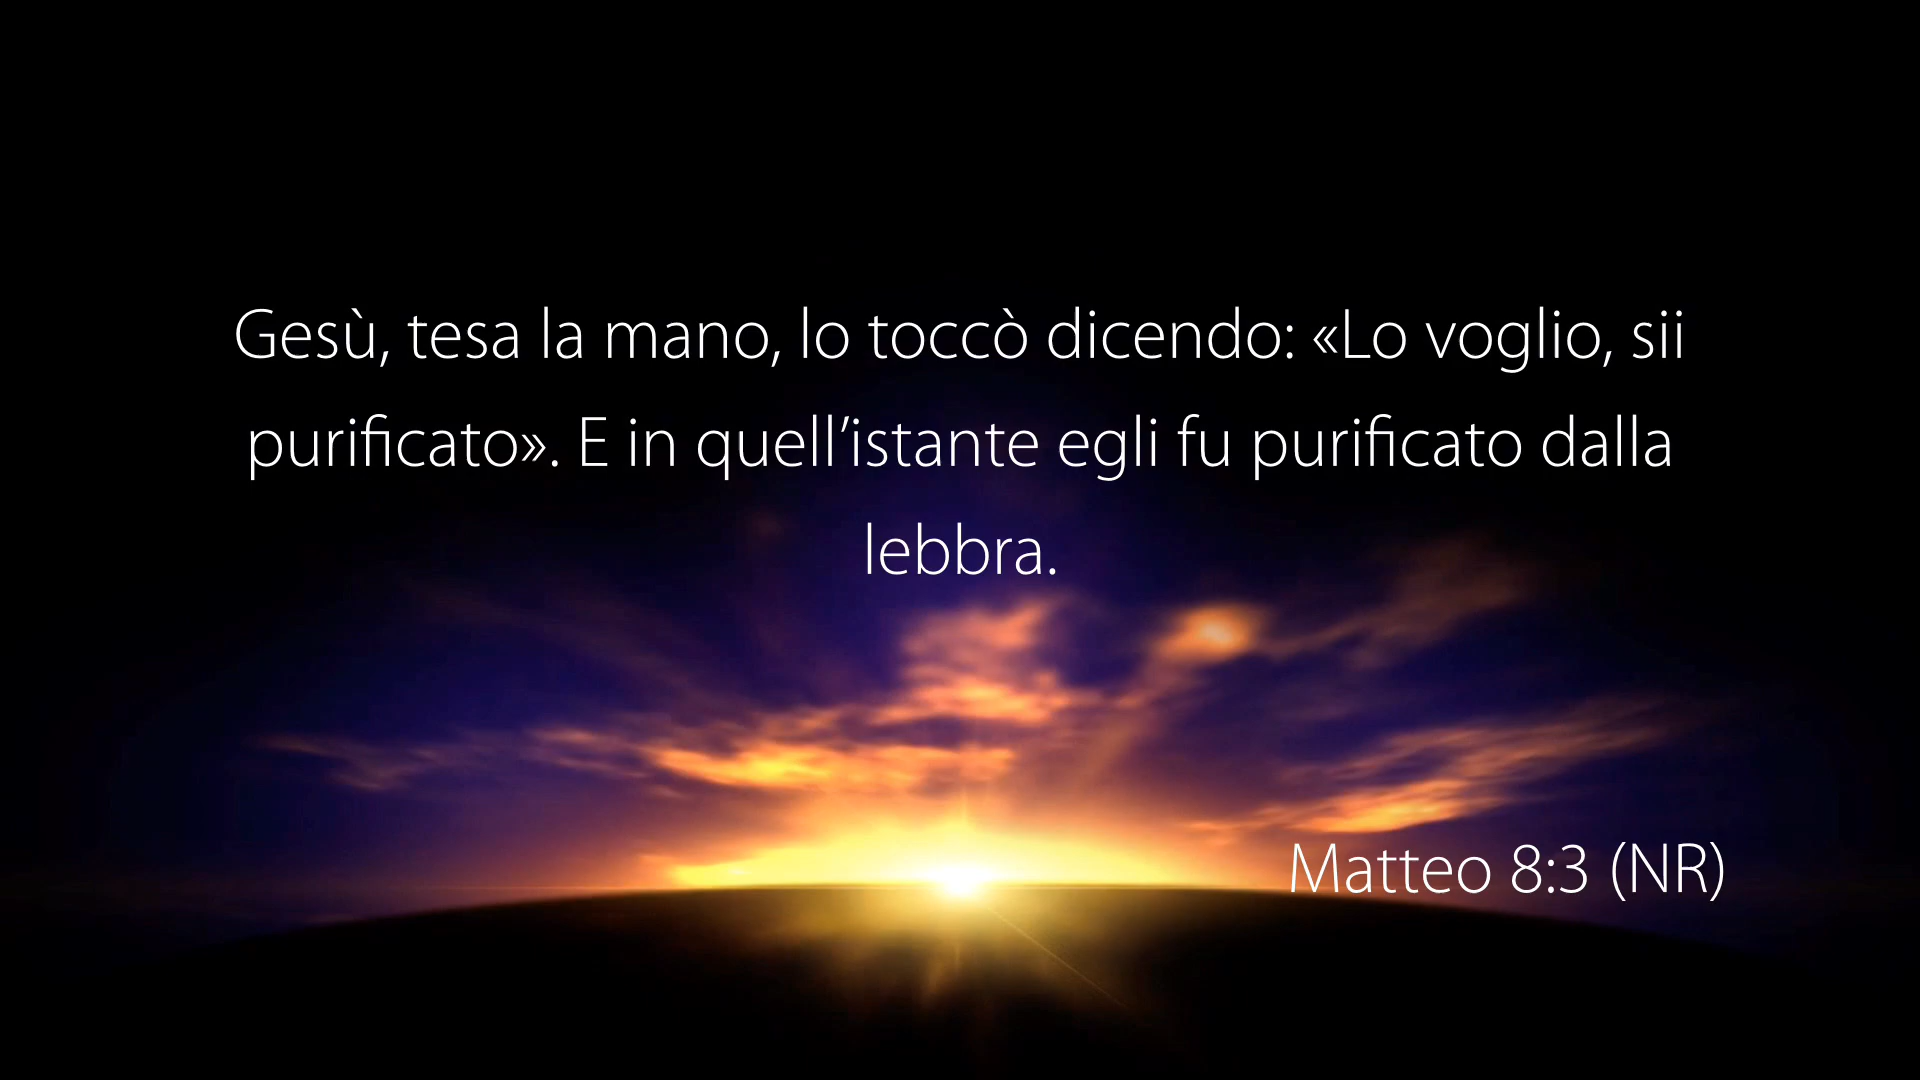 Gesù, tesa la mano, lo toccò dicendo: «Lo voglio, sii
purificato». E in quell’istante egli fu purificato dalla
lebbra.
Matteo 8:3 (NR)